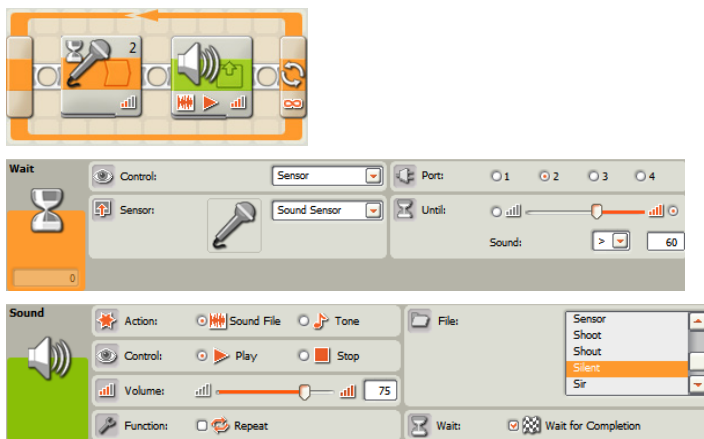 2
Wait
Control:
Sensor
Port:
1
2
3
4
Sensor:
Sound Sensor
Until:
Sound:
>
60
0
Sound
Action:
Sound File
Tone
File:
Sensor
Shoot
Shout
Silent
Sir
Control:
Play
Stop
Volume:
75
Function:
Repeat
Wait:
Wait for Completion